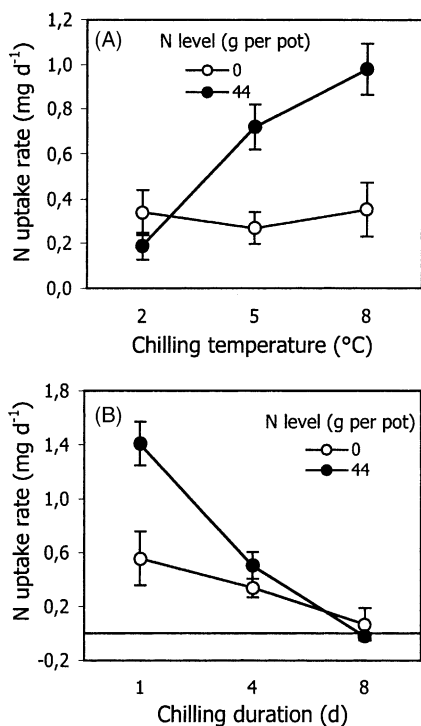 (A)
N level (g per pot)
0
44
N uptake rate (mg d⁻¹)
1,2
1,0
0,8
0,6
0,4
0,2
0,0
2 5 8
Chilling temperature (°C)
(B)
N level (g per pot)
0
44
N uptake rate (mg d⁻¹)
1,8
1,4
1,0
0,6
0,2
-0,2
1 4 8
Chilling duration (d)